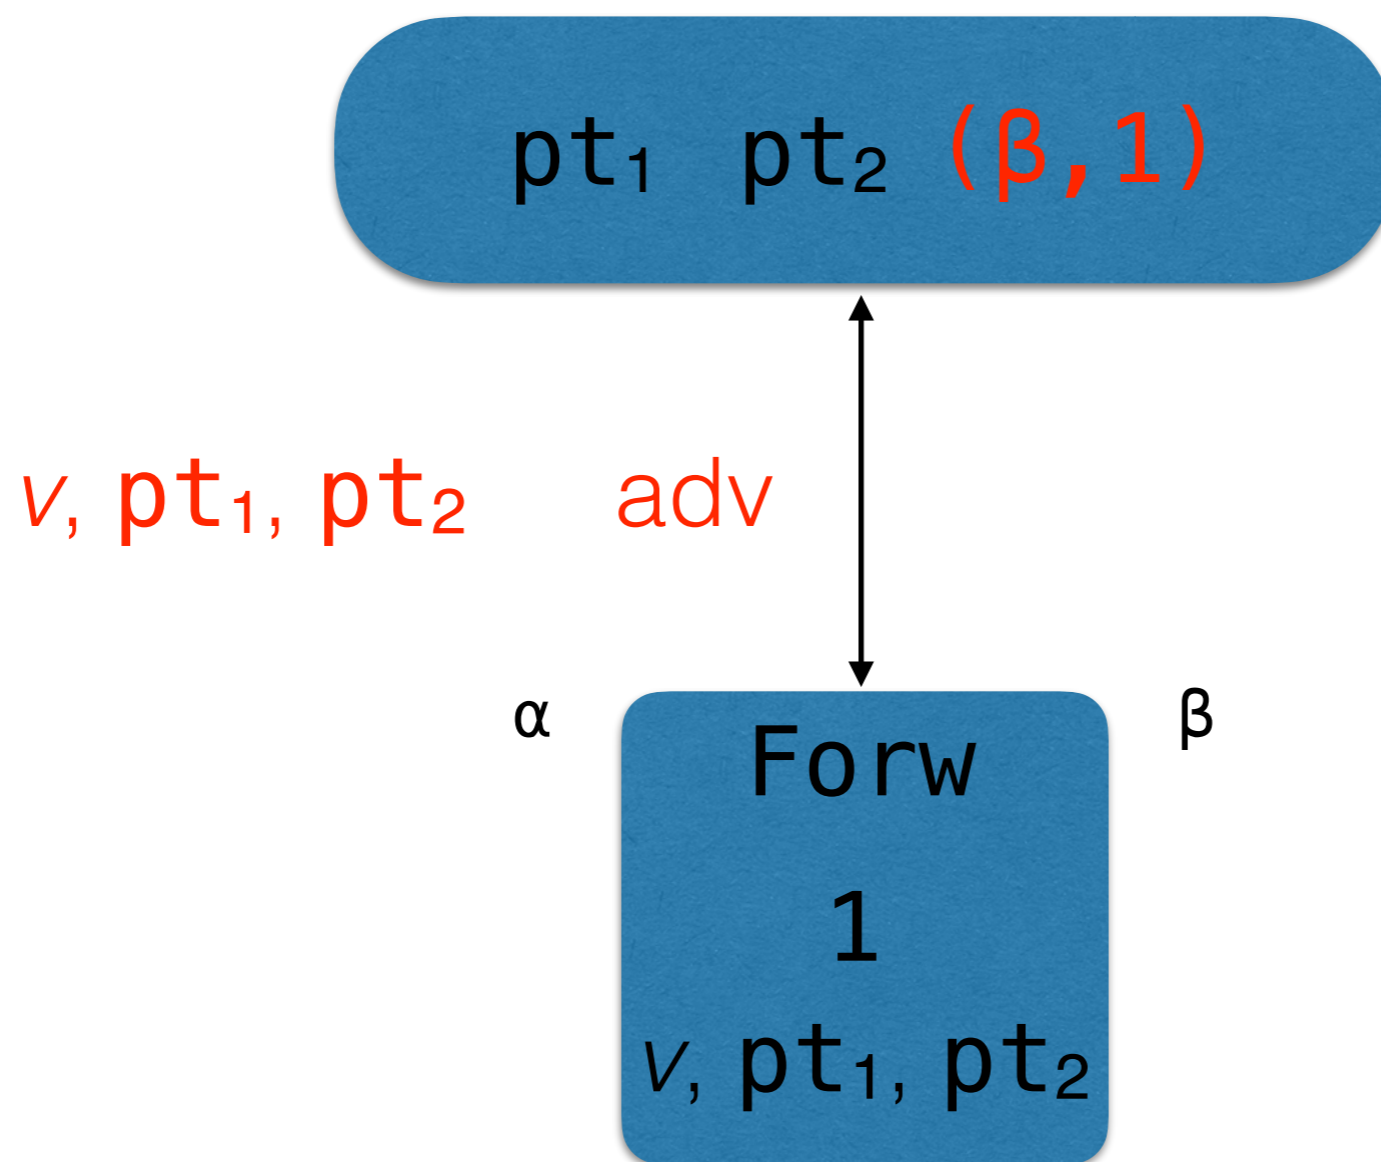 pt₁ pt₂ (β,1)
v, pt₁, pt₂ adv
α β
Forw
1
v, pt₁, pt₂